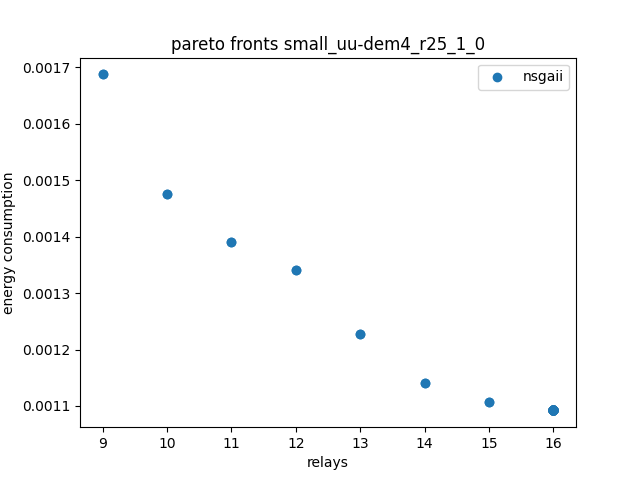 pareto fronts small_uu-dem4_r25_1_0
nsgaii
0.0017
0.0016
0.0015
0.0014
0.0013
0.0012
0.0011
energy consumption
9 10 11 12 13 14 15 16
relays